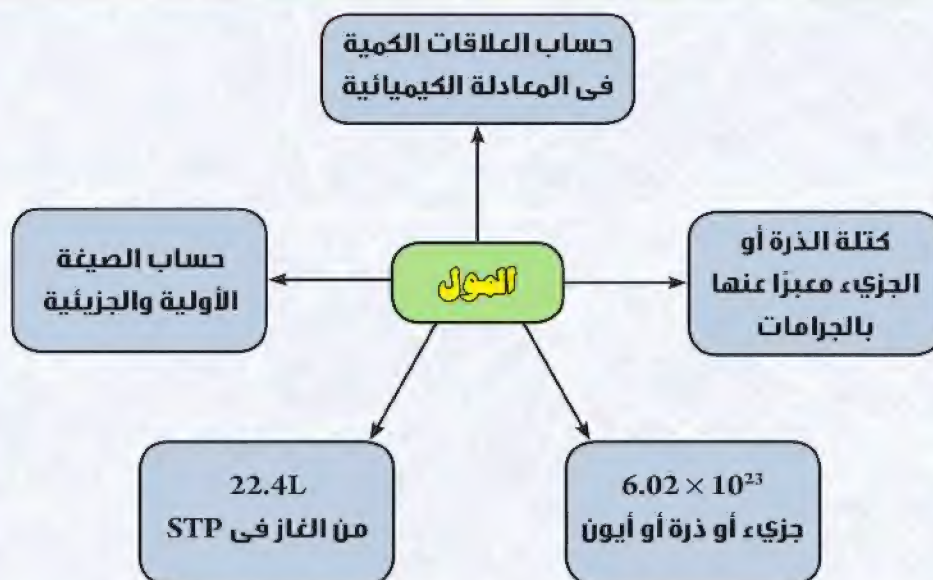 حساب العلاقات الكمية
فى المعادلة الكيميائية
كتلة الذرة أو
الجزيء معبرًا عنها
بالجرامات
المول
حساب الصيغة
الأولية والجزيئية
6.02 × 10²³
جزيء أو ذرة أو أيون
22.4L
من الغاز فى STP